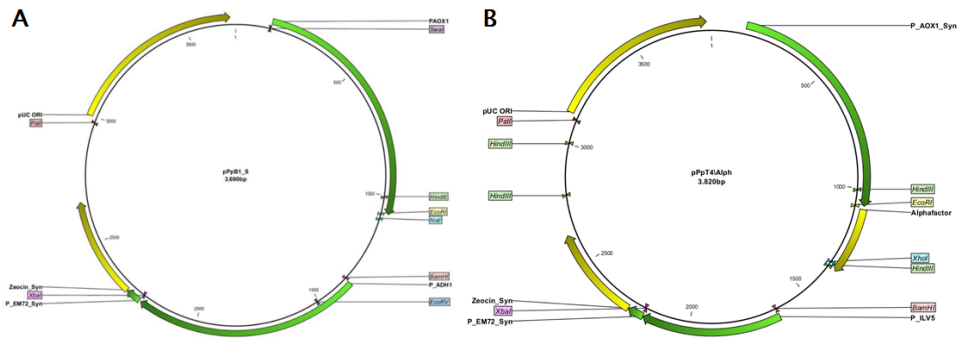 A
PAOX1
SwaI
1
3500
500
pUC ORI
PstI
3000
pPpB1_S
3.690bp
1000
HindIII
EcoRI
NotI
2500
BamHI
P_ADH1
Zeocin_Syn
XbaI
P_EM72_Syn
1500
EcoRV
2000
B
P_AOX1_Syn
1
3500
500
pUC ORI
PstI
HindIII
3000
pPpT4\Alph
3.820bp
HindIII
1000
HindIII
EcoRI
Alphafactor
2500
XhoI
HindIII
1500
Zeocin_Syn
XbaI
P_EM72_Syn
2000
BamHI
P_ILV5